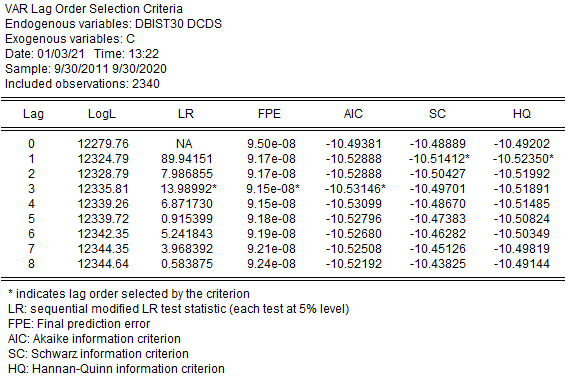 VAR Lag Order Selection Criteria
Endogenous variables: DBIST30 DCDS
Exogenous variables: C
Date: 01/03/21 Time: 13:22
Sample: 9/30/2011 9/30/2020
Included observations: 2340
Lag LogL LR FPE AIC SC HQ
0 12279.76 NA 9.50e-08 -10.49381 -10.48889 -10.49202
1 12324.79 89.94151 9.17e-08 -10.52888 -10.51412* -10.52350*
2 12328.79 7.986855 9.17e-08 -10.52888 -10.50427 -10.51992
3 12335.81 13.98992* 9.15e-08* -10.53146* -10.49701 -10.51891
4 12339.26 6.871730 9.15e-08 -10.53099 -10.48670 -10.51485
5 12339.72 0.915399 9.18e-08 -10.52796 -10.47383 -10.50824
6 12342.35 5.241843 9.19e-08 -10.52680 -10.46282 -10.50349
7 12344.35 3.968392 9.21e-08 -10.52508 -10.45126 -10.49819
8 12344.64 0.583875 9.24e-08 -10.52192 -10.43825 -10.49144
* indicates lag order selected by the criterion
LR: sequential modified LR test statistic (each test at 5% level)
FPE: Final prediction error
AIC: Akaike information criterion
SC: Schwarz information criterion
HQ: Hannan-Quinn information criterion